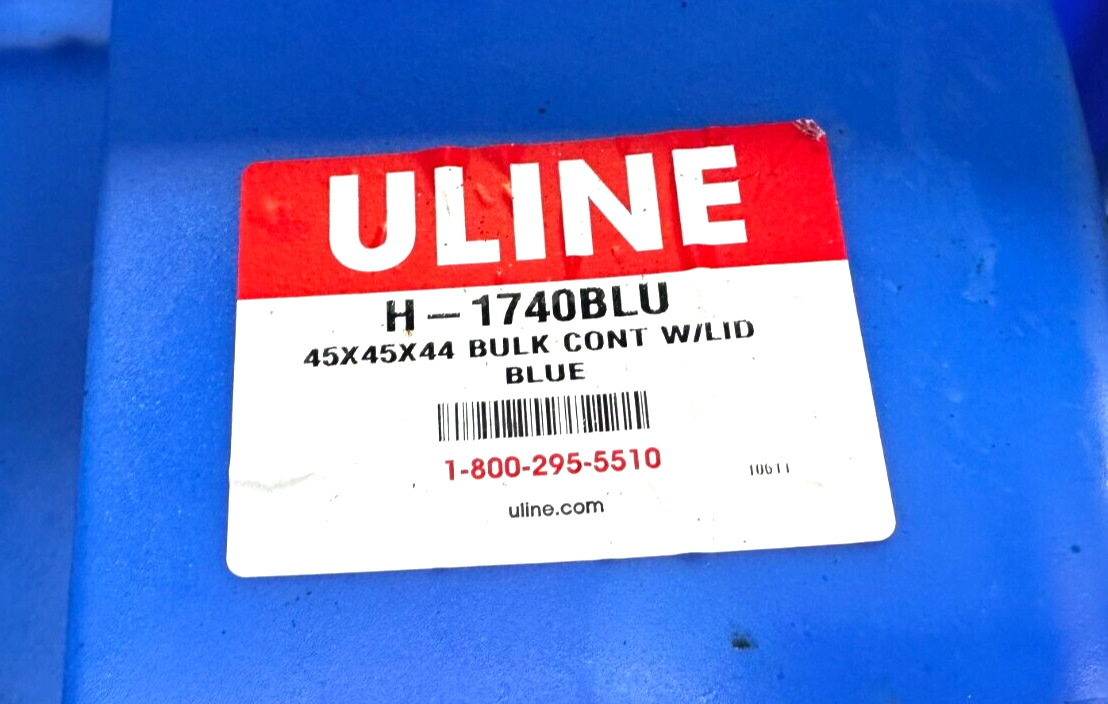 ULINE
H-1740BLU
45X45X44 BULK CONT W/LID
BLUE
1-800-295-5510
10611
uline.com